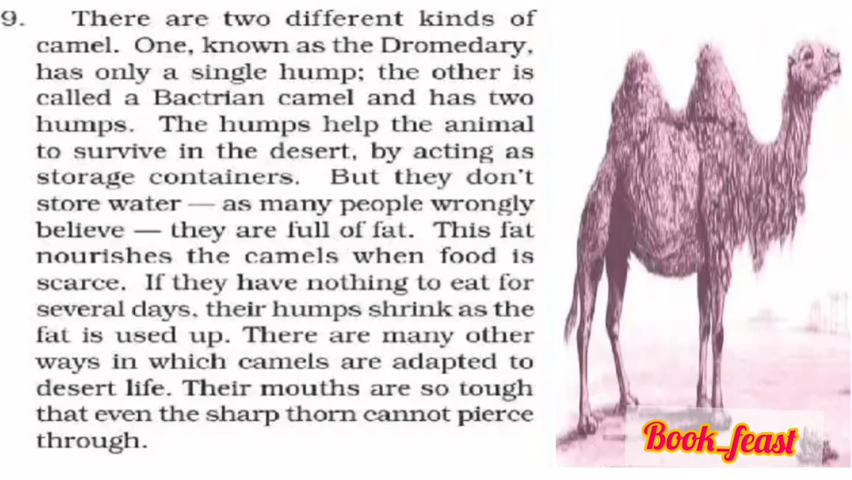 9. There are two different kinds of
camel. One, known as the Dromedary,
has only a single hump; the other is
called a Bactrian camel and has two
humps. The humps help the animal
to survive in the desert, by acting as
storage containers. But they don't
store water — as many people wrongly
believe — they are full of fat. This fat
nourishes the camels when food is
scarce. If they have nothing to eat for
several days, their humps shrink as the
fat is used up. There are many other
ways in which camels are adapted to
desert life. Their mouths are so tough
that even the sharp thorn cannot pierce
through.
Book_feast